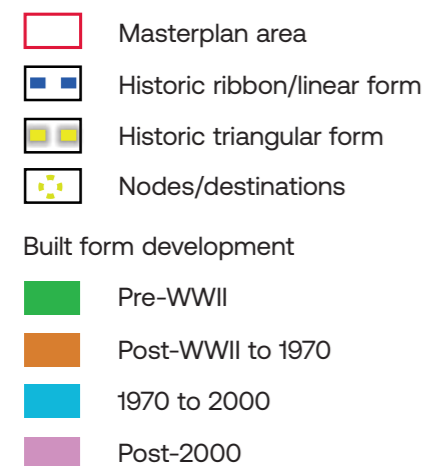 Masterplan area
Historic ribbon/linear form
Historic triangular form
Nodes/destinations
Built form development
Pre-WWII
Post-WWII to 1970
1970 to 2000
Post-2000